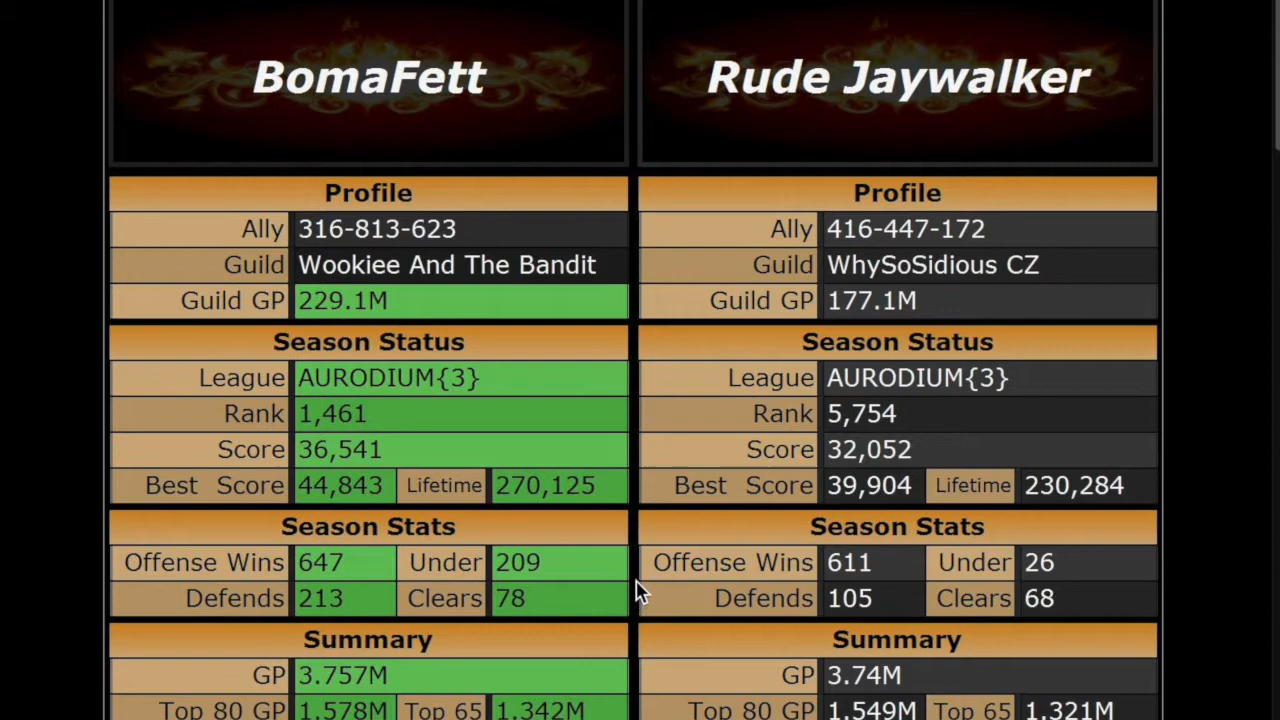 BomaFett Rude Jaywalker
Profile Profile
Ally 316-813-623 Ally 416-447-172
Guild Wookiee And The Bandit Guild WhySoSidious CZ
Guild GP 229.1M Guild GP 177.1M
Season Status Season Status
League AURODIUM{3} League AURODIUM{3}
Rank 1,461 Rank 5,754
Score 36,541 Score 32,052
Best Score 44,843 Lifetime 270,125 Best Score 39,904 Lifetime 230,284
Season Stats Season Stats
Offense Wins 647 Under 209 Offense Wins 611 Under 26
Defends 213 Clears 78 Defends 105 Clears 68
Summary Summary
GP 3.757M GP 3.74M
Top 80 GP 1.578M Top 65 1.342M Top 80 GP 1.549M Top 65 1.321M